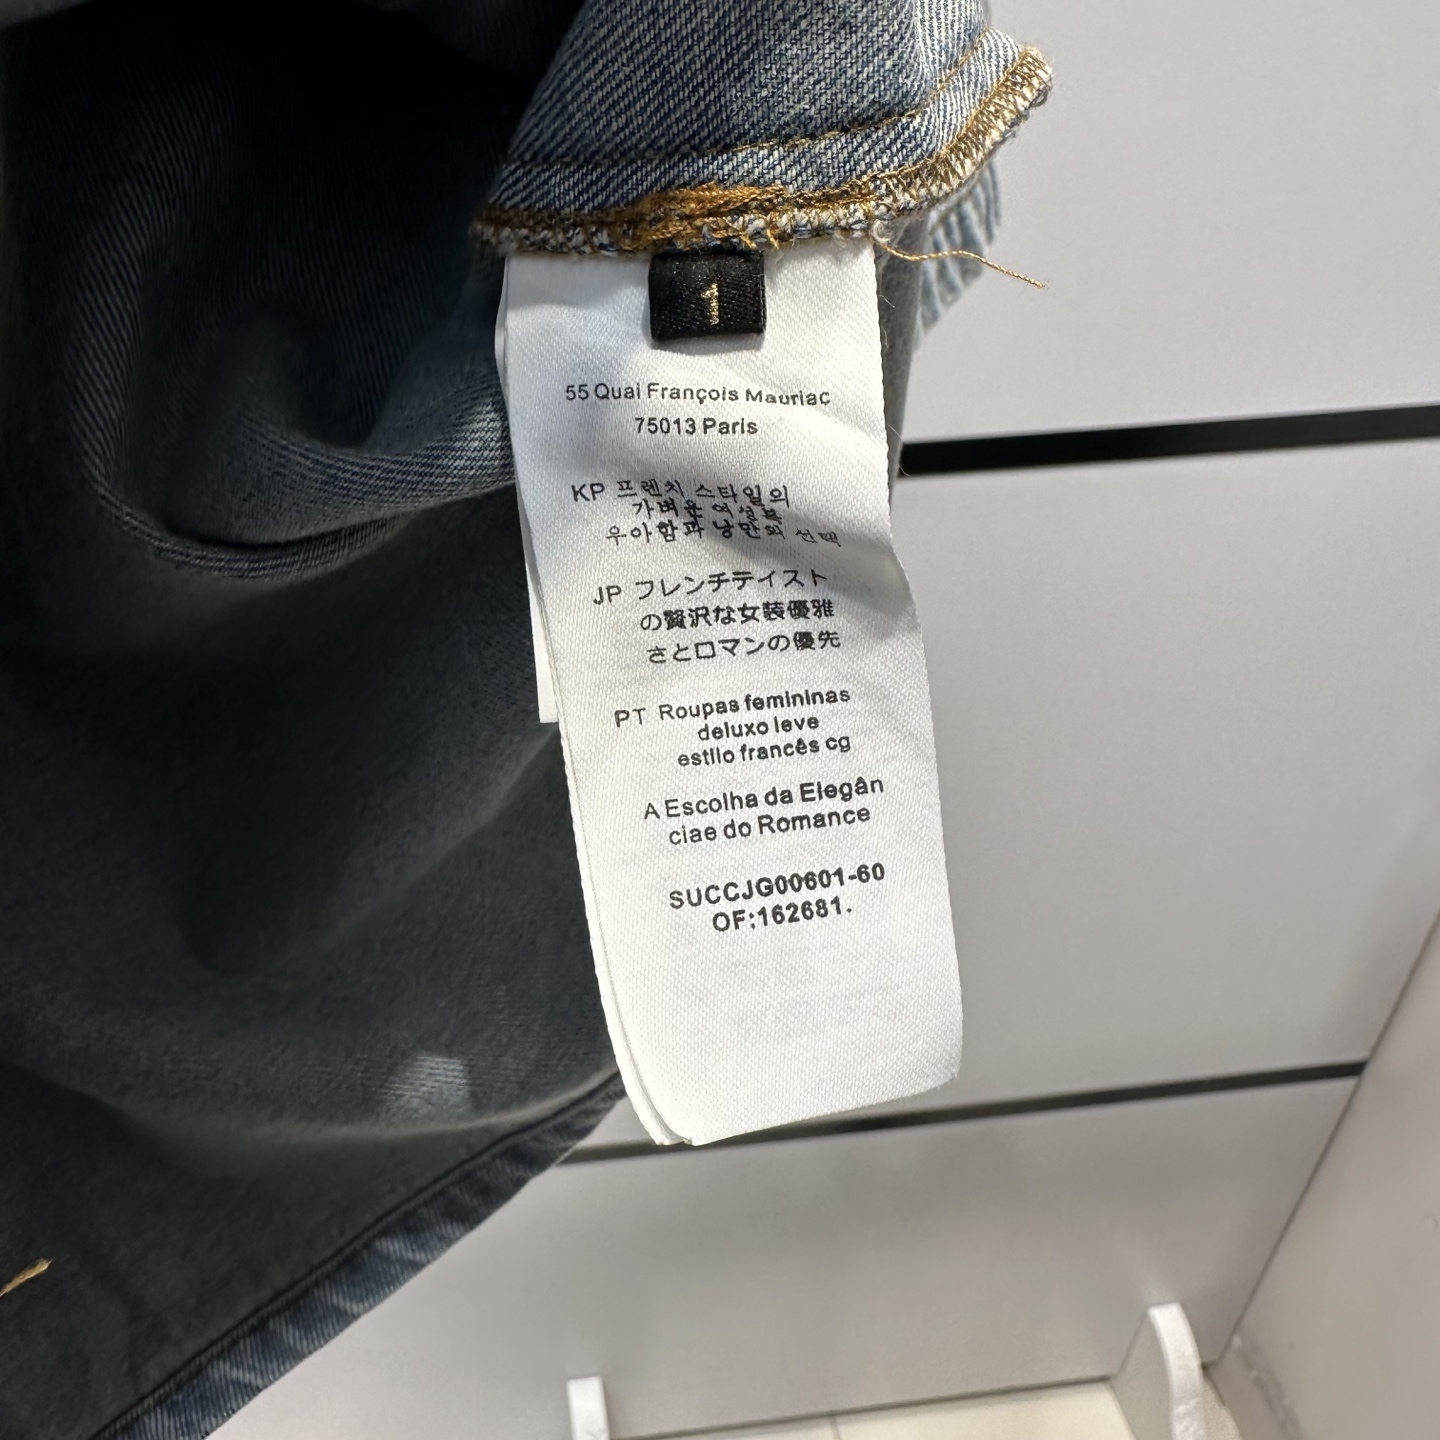 1
55 Quai François Mauriac
75013 Paris
KP 프렌치 스타일의
가벼운 여성복
우아함과 낭만의 선택
JP フレンチテイスト
の贅沢な女装優雅
さとロマンの優先
PT Roupas femininas
deluxo leve
estilo francês cg
A Escolha da Elegân
ciae do Romance
SUCCJG00601-60
OF;162681.